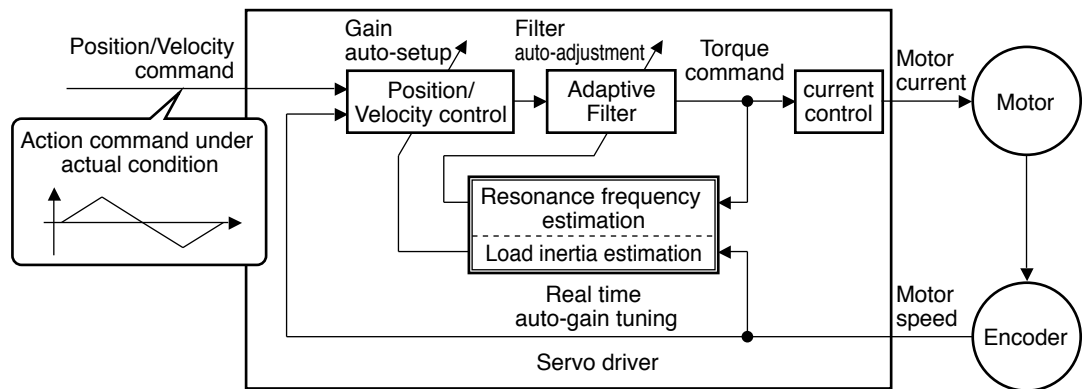 Position/Velocity
command
Gain
auto-setup
Filter
auto-adjustment
Torque
command
Motor
current
Position/
Velocity control
Adaptive
Filter
current
control
Motor
Action command under
actual condition
Resonance frequency
estimation
Load inertia estimation
Real time
auto-gain tuning
Motor
speed
Encoder
Servo driver